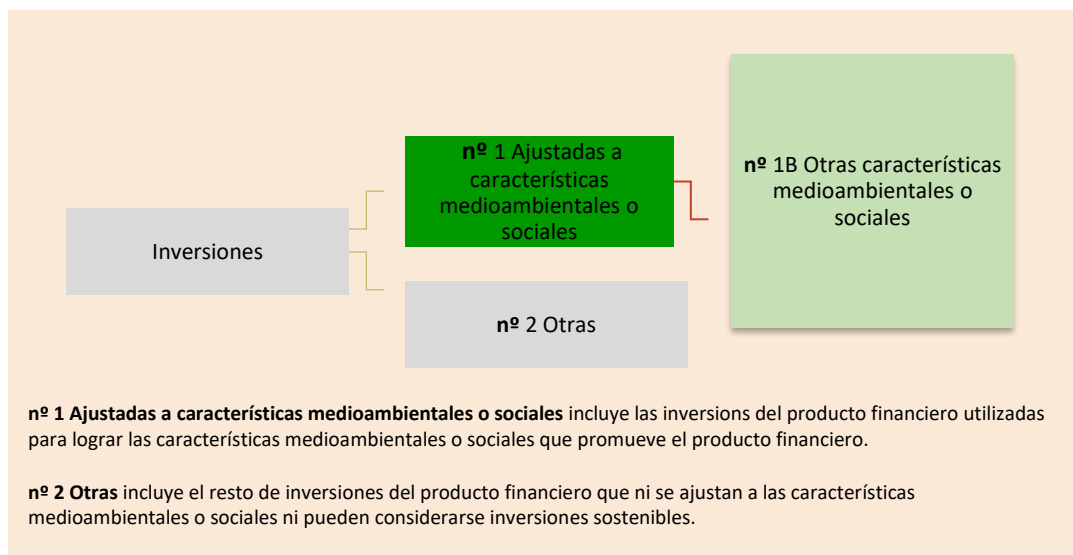 Inversiones
nº 1 Ajustadas a
características
medioambientales o
sociales
nº 2 Otras
nº 1B Otras características
medioambientales o
sociales
nº 1 Ajustadas a características medioambientales o sociales incluye las inversions del producto financiero utilizadas
para lograr las características medioambientales o sociales que promueve el producto financiero.
nº 2 Otras incluye el resto de inversiones del producto financiero que ni se ajustan a las características
medioambientales o sociales ni pueden considerarse inversiones sostenibles.